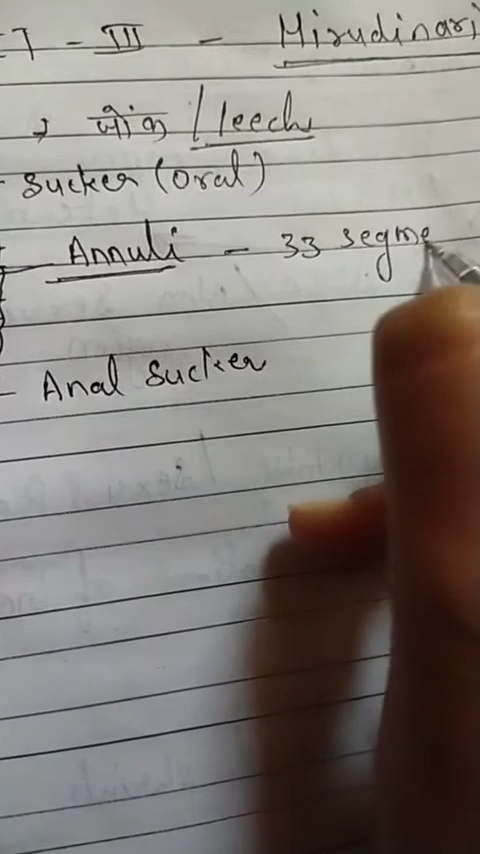 III - Hirudinari
जोंक / leech
Sucker (Oral)
Annuli - 33 segme
- Anal Sucker